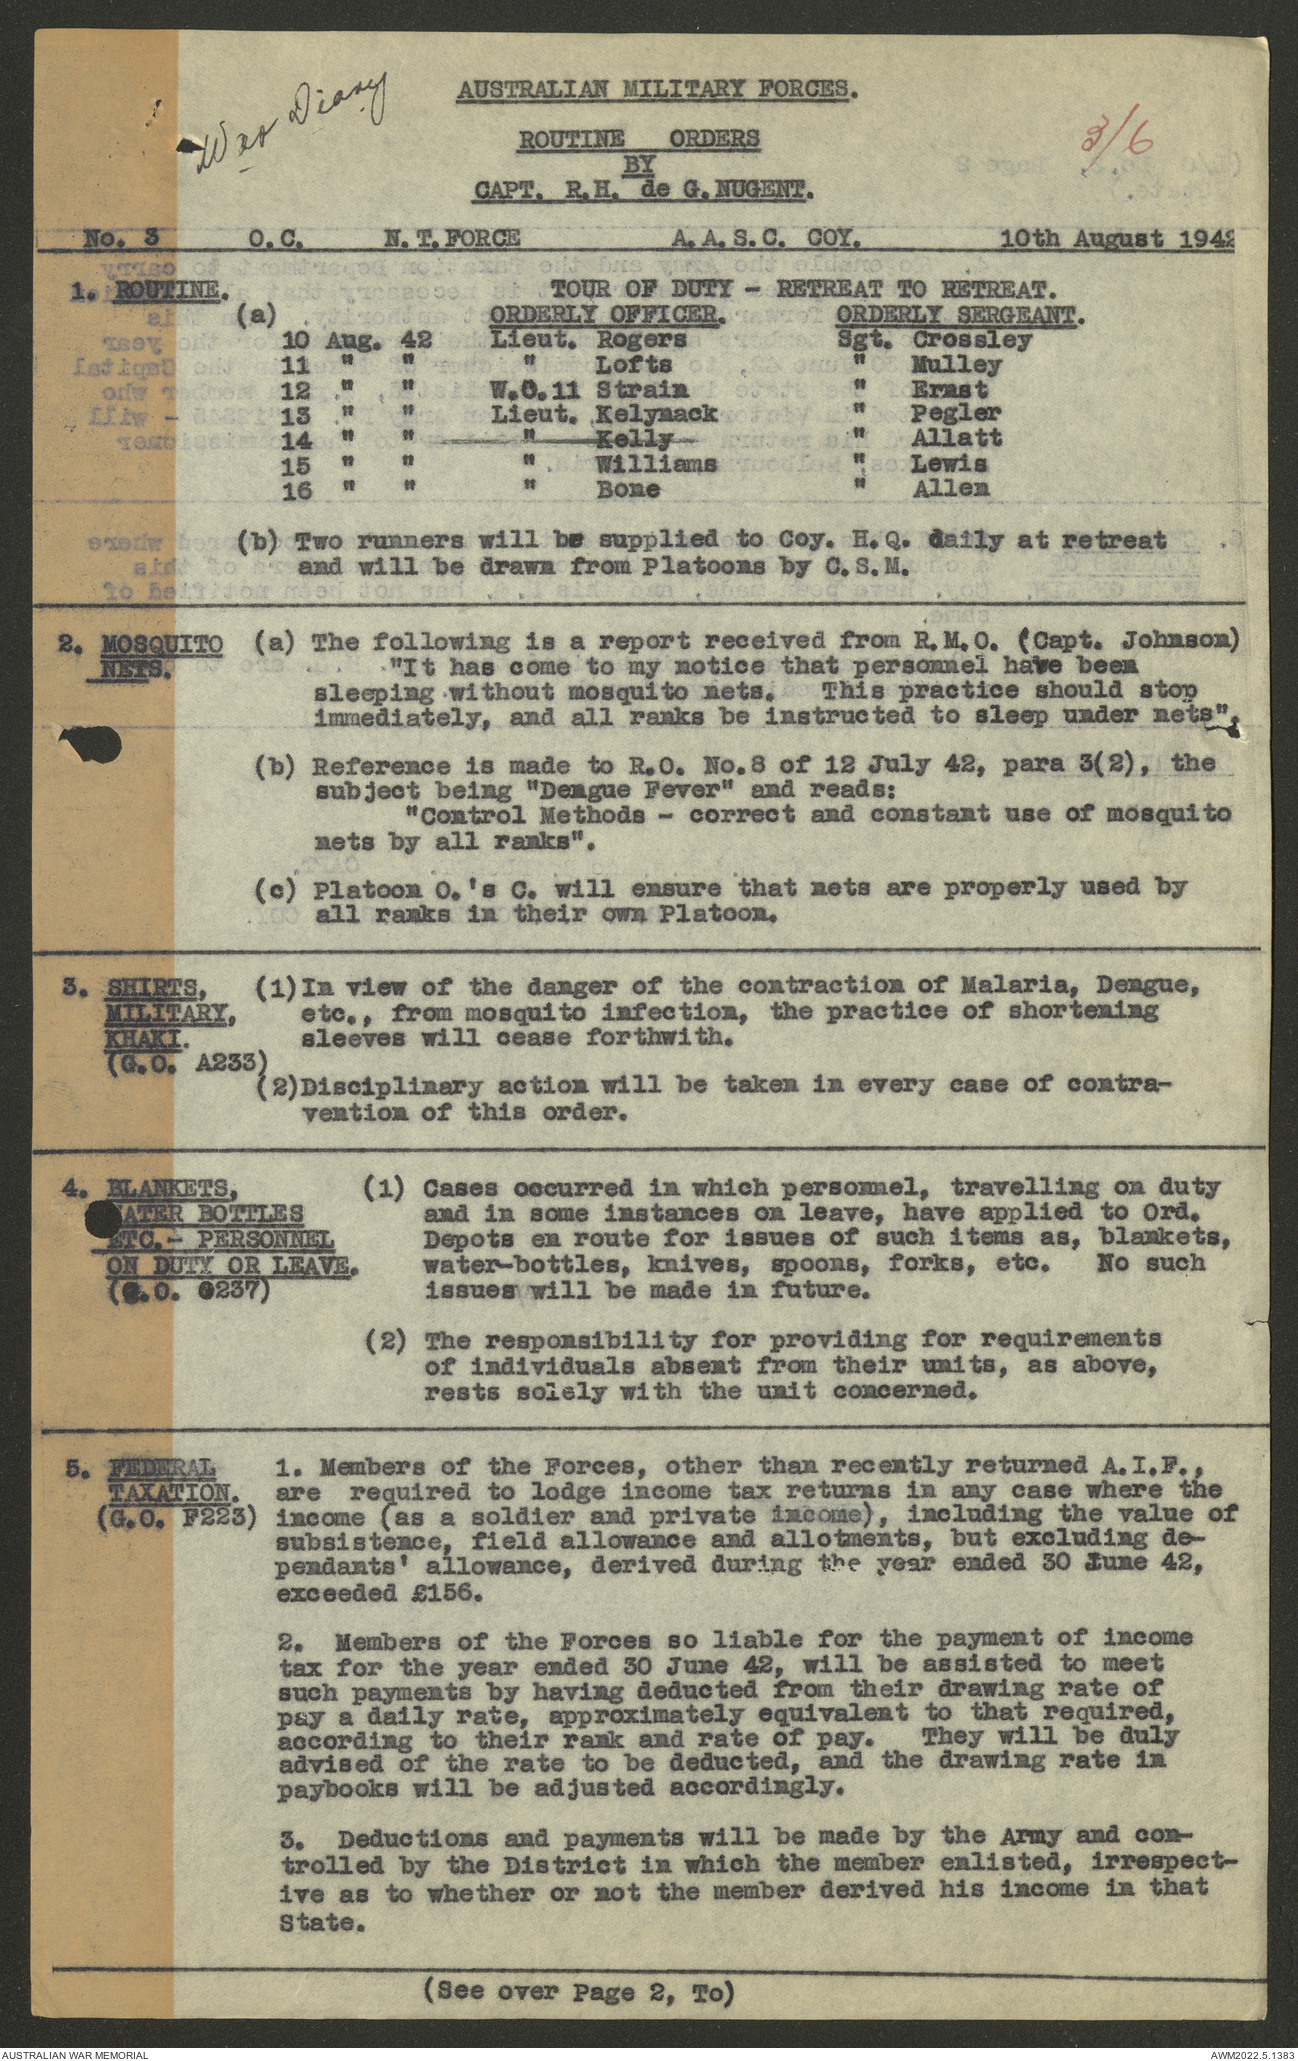 War Diary
AUSTRALIAN MILITARY FORCES.
3/6
ROUTINE ORDERS
BY
CAPT. R.H. de G.NUGENT.
No. 3 O.C. N.T.FORCE A.A.S.C. COY. 10th August 1942
1. ROUTINE. TOUR OF DUTY - RETREAT TO RETREAT.
(a) ORDERLY OFFICER. ORDERLY SERGEANT.
10 Aug. 42 Lieut. Rogers Sgt. Crossley
11 " " " Lofts " Mulley
12 " " W.O.11 Strain " Ernst
13 " " Lieut. Kelynack " Pegler
14 " " " Kelly " Allatt
15 " " " Williams " Lewis
16 " " " Bone " Allen
(b) Two runners will be supplied to Coy. H.Q. daily at retreat
and will be drawn from Platoons by C.S.M.
2. MOSQUITO (a) The following is a report received from R.M.O. (Capt. Johnson)
NETS. "It has come to my notice that personnel have been
sleeping without mosquito nets. This practice should stop
immediately, and all ranks be instructed to sleep under nets".
(b) Reference is made to R.O. No.8 of 12 July 42, para 3(2), the
subject being "Dengue Fever" and reads:
"Control Methods - correct and constant use of mosquito
nets by all ranks".
(c) Platoon O.'s C. will ensure that nets are properly used by
all ranks in their own Platoon.
3. SHIRTS, (1)In view of the danger of the contraction of Malaria, Dengue,
MILITARY, etc., from mosquito infection, the practice of shortening
KHAKI. sleeves will cease forthwith.
(G.O. A233)
(2)Disciplinary action will be taken in every case of contra-
vention of this order.
4. BLANKETS, (1) Cases occurred in which personnel, travelling on duty
WATER BOTTLES and in some instances on leave, have applied to Ord.
ETC.- PERSONNEL Depots en route for issues of such items as, blankets,
ON DUTY OR LEAVE. water-bottles, knives, spoons, forks, etc. No such
(G.O. 237) issues will be made in future.
(2) The responsibility for providing for requirements
of individuals absent from their units, as above,
rests solely with the unit concerned.
5. FEDERAL 1. Members of the Forces, other than recently returned A.I.F.,
TAXATION. are required to lodge income tax returns in any case where the
(G.O. F223) income (as a soldier and private income), including the value of
subsistence, field allowance and allotments, but excluding de-
pendants' allowance, derived during the year ended 30 June 42,
exceeded £156.
2. Members of the Forces so liable for the payment of income
tax for the year ended 30 June 42, will be assisted to meet
such payments by having deducted from their drawing rate of
pay a daily rate, approximately equivalent to that required,
according to their rank and rate of pay. They will be duly
advised of the rate to be deducted, and the drawing rate in
paybooks will be adjusted accordingly.
3. Deductions and payments will be made by the Army and con-
trolled by the District in which the member enlisted, irrespect-
ive as to whether or not the member derived his income in that
State.
(See over Page 2, To)
AUSTRALIAN WAR MEMORIAL AWM2022.5.1383